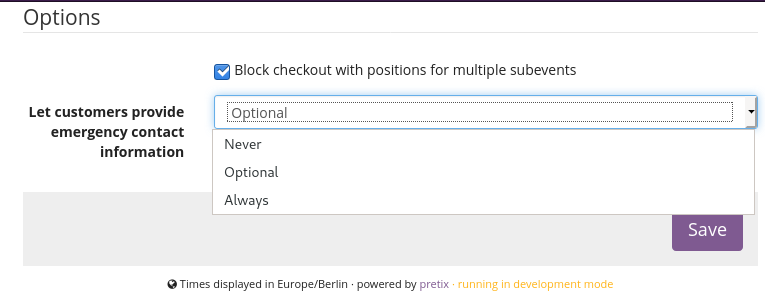 Options
Block checkout with positions for multiple subevents
Let customers provide
emergency contact
information
Optional
Never
Optional
Always
Save
Times displayed in Europe/Berlin · powered by pretix · running in development mode